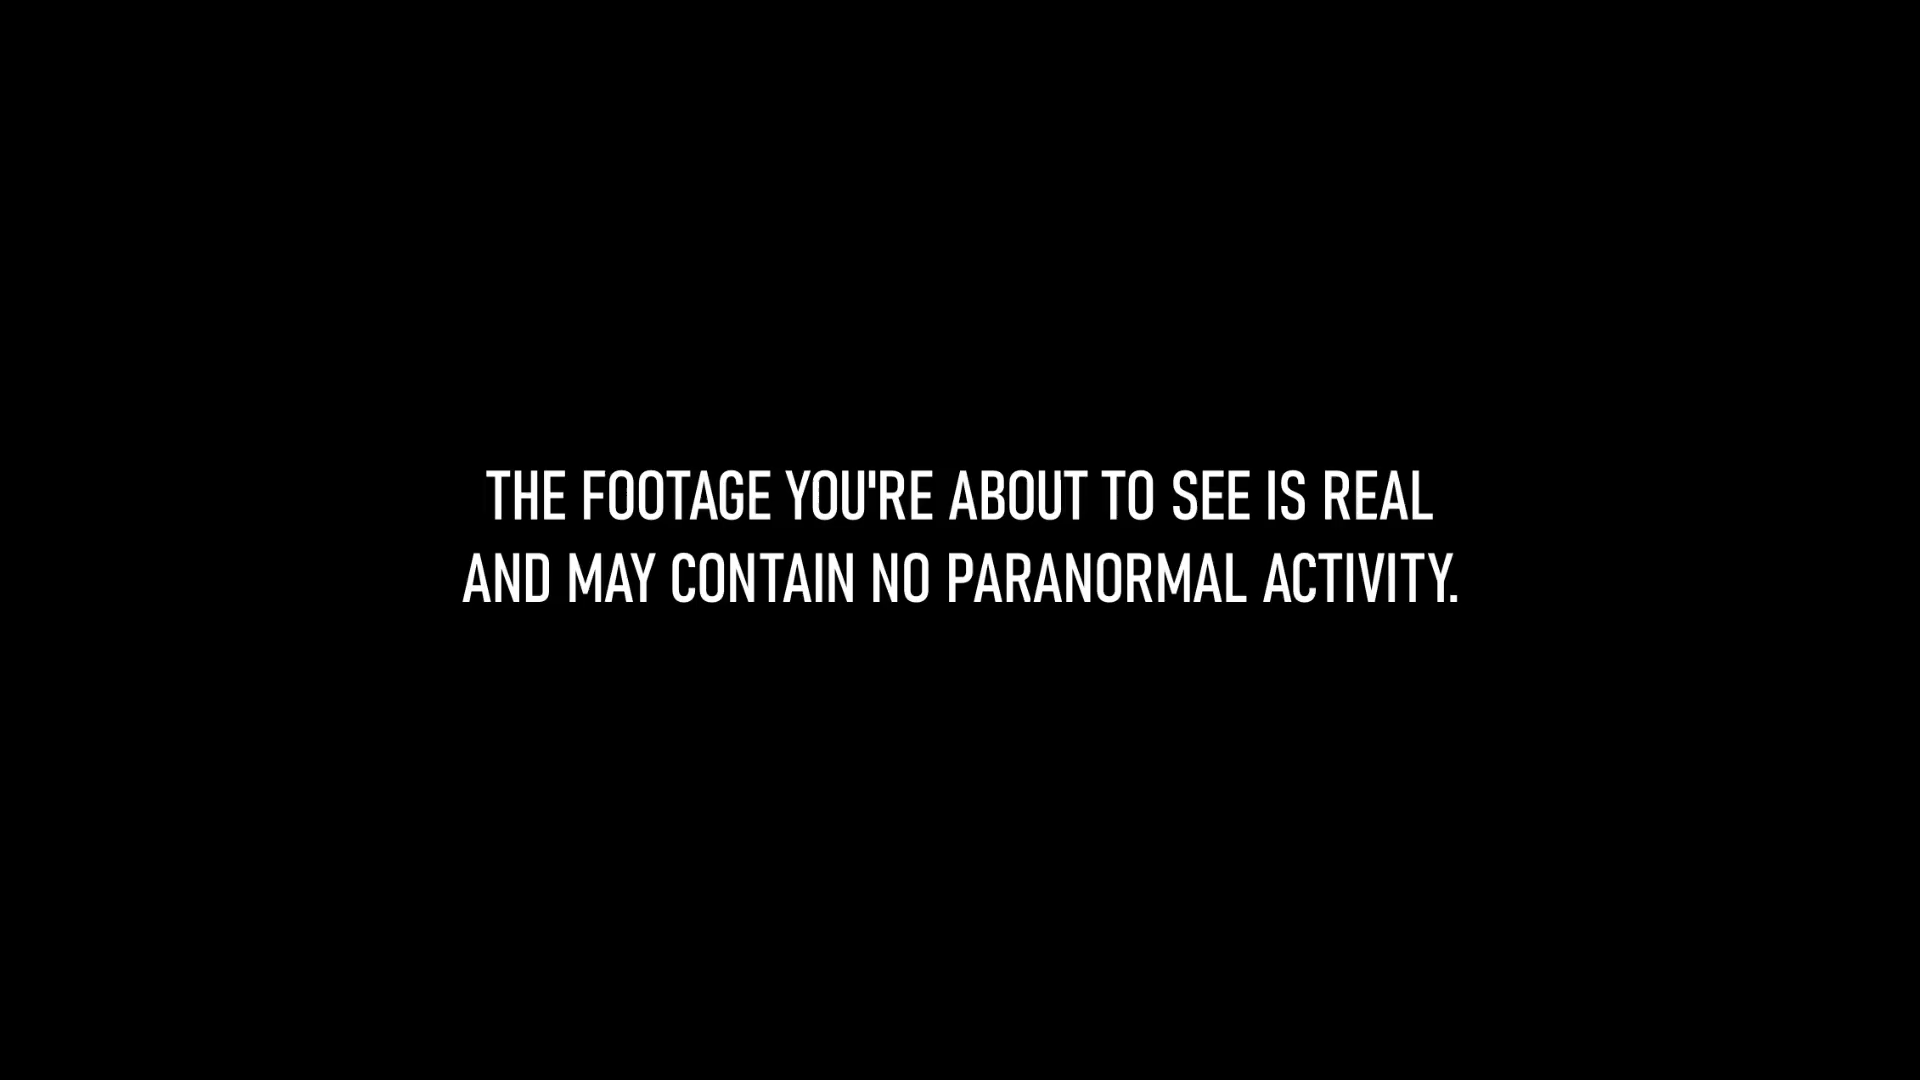 THE FOOTAGE YOU'RE ABOUT TO SEE IS REAL
AND MAY CONTAIN NO PARANORMAL ACTIVITY.